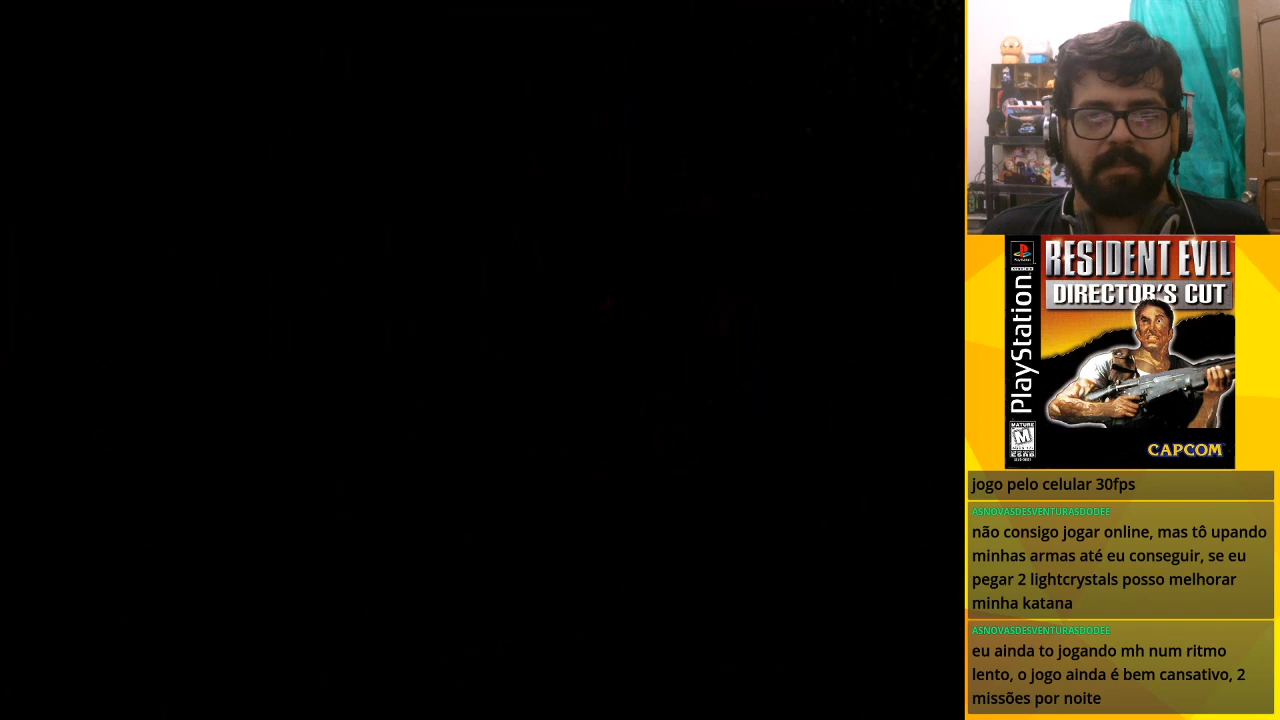 RESIDENT EVIL
DIRECTOR'S CUT
PlayStation
PlayStation
MATURE
M
ESRB
CAPCOM
jogo pelo celular 30fps
ASNOVASDESVENTURASDODEE
não consigo jogar online, mas tô upando
minhas armas até eu conseguir, se eu
pegar 2 lightcrystals posso melhorar
minha katana
ASNOVASDESVENTURASDODEE
eu ainda to jogando mh num ritmo
lento, o jogo ainda é bem cansativo, 2
missões por noite